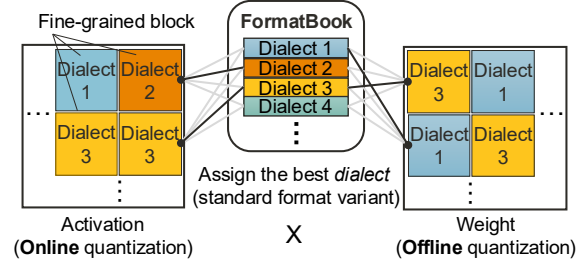 Fine-grained block
FormatBook
Dialect 1
Dialect 2
Dialect 3
Dialect 4
Dialect
1
Dialect
2
Dialect
3
Dialect
3
Dialect
3
Dialect
1
Dialect
1
Dialect
3
Assign the best dialect
(standard format variant)
Activation
(Online quantization)
X
Weight
(Offline quantization)